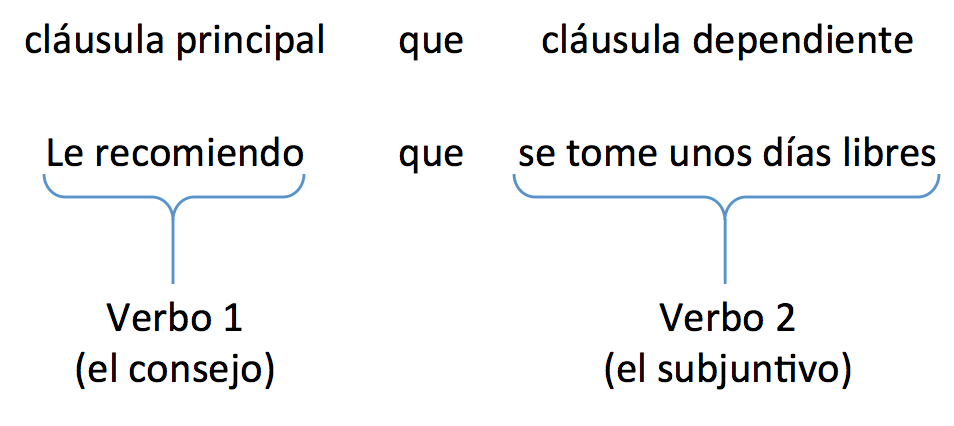 cláusula principal que cláusula dependiente
Le recomiendo que se tome unos días libres
Verbo 1 Verbo 2
(el consejo) (el subjuntivo)